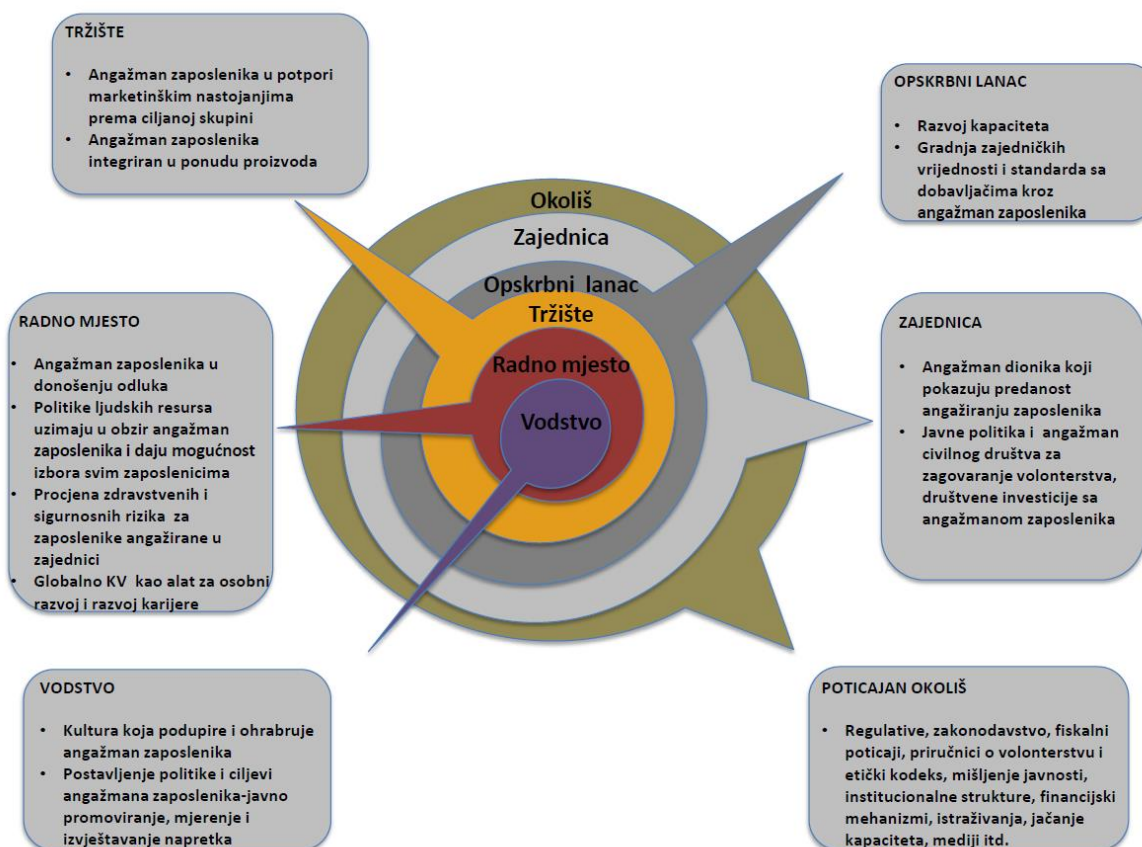 TRŽIŠTE
• Angažman zaposlenika u potpori
marketinškim nastojanjima
prema ciljanoj skupini
• Angažman zaposlenika
integriran u ponudu proizvoda
OPSKRBNI LANAC
• Razvoj kapaciteta
• Gradnja zajedničkih
vrijednosti i standarda sa
dobavljačima kroz
angažman zaposlenika
Okoliš
Zajednica
Opskrbni lanac
Tržište
Radno mjesto
Vodstvo
RADNO MJESTO
• Angažman zaposlenika u
donošenju odluka
• Politike ljudskih resursa
uzimaju u obzir angažman
zaposlenika i daju mogućnost
izbora svim zaposlenicima
• Procjena zdravstvenih i
sigurnosnih rizika za
zaposlenike angažirane u
zajednici
• Globalno KV kao alat za osobni
razvoj i razvoj karijere
ZAJEDNICA
• Angažman dionika koji
pokazuju predanost
angažiranju zaposlenika
• Javne politika i angažman
civilnog društva za
zagovaranje volonterstva,
društvene investicije sa
angažmanom zaposlenika
VODSTVO
• Kultura koja podupire i ohrabruje
angažman zaposlenika
• Postavljenje politike i ciljevi
angažmana zaposlenika-javno
promoviranje, mjerenje i
izvještavanje napretka
POTICAJAN OKOLIŠ
• Regulative, zakonodavstvo, fiskalni
poticaji, priručnici o volonterstvu i
etički kodeks, mišljenje javnosti,
institucionalne strukture, financijski
mehanizmi, istraživanja, jačanje
kapaciteta, mediji itd.